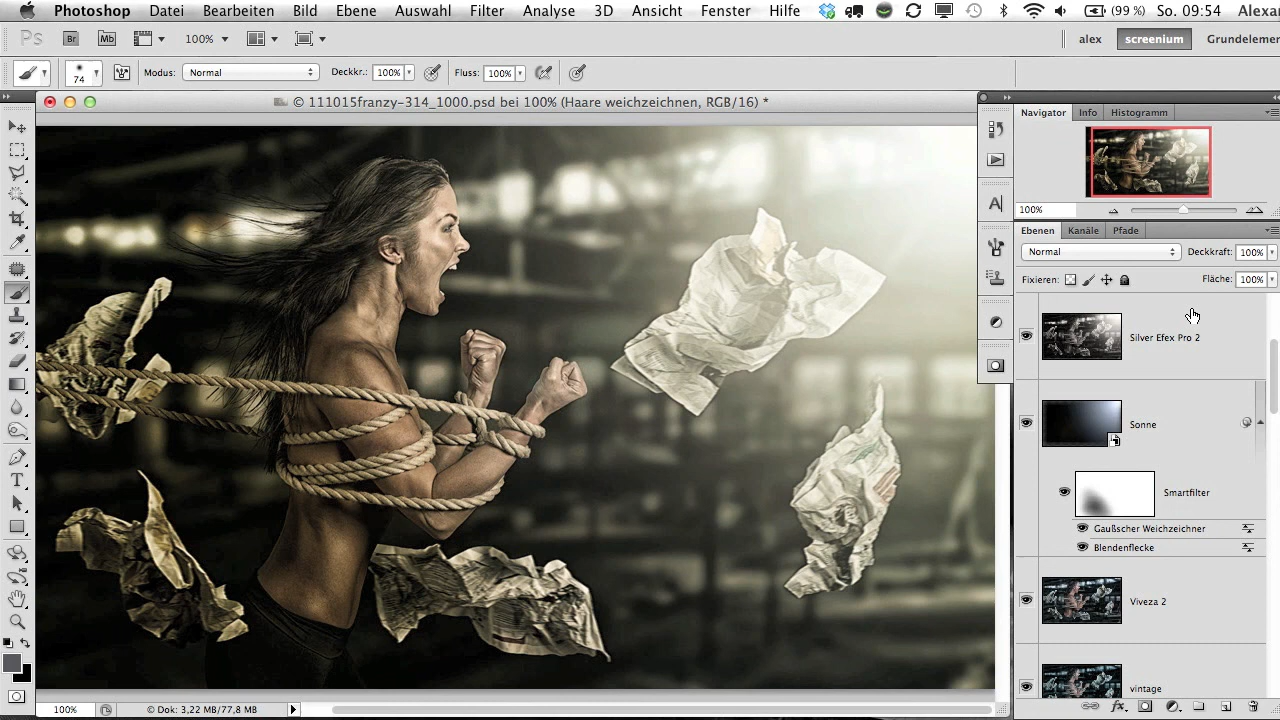 Photoshop Datei Bearbeiten Bild Ebene Auswahl Filter Analyse 3D Ansicht Fenster Hilfe (99 %) So. 09:54 Alexa
Ps Br Mb 100% alex screenium Grundelemen
74 Modus: Normal Deckkr.: 100% Fluss: 100%
© L11015franzy-314_1000.psd bei 100% (Haare weichzeichnen, RGB/16) *
Navigator Info Histogramm
100%
Ebenen Kanäle Pfade
Normal Deckkraft: 100%
Fixieren: Fläche: 100%
Silver Efex Pro 2
Sonne
Smartfilter
Gaußscher Weichzeichner
Blendenflecke
Viveza 2
vintage
100% © Dok: 3,22 MB/77,8 MB